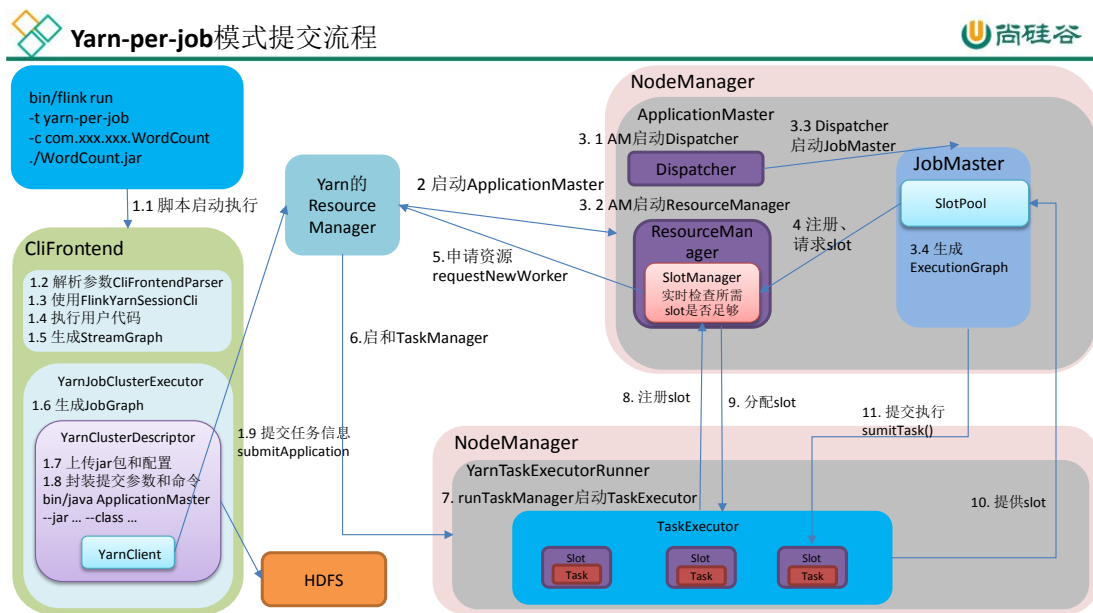 Yarn-per-job模式提交流程
尚硅谷
bin/flink run
-t yarn-per-job
-c com.xxx.xxx.WordCount
./WordCount.jar
1.1 脚本启动执行
CliFrontend
1.2 解析参数CliFrontendParser
1.3 使用FlinkYarnSessionCli
1.4 执行用户代码
1.5 生成StreamGraph
YarnJobClusterExecutor
1.6 生成JobGraph
YarnClusterDescriptor
1.7 上传jar包和配置
1.8 封装提交参数和命令
bin/java ApplicationMaster
--jar … --class …
YarnClient
HDFS
1.9 提交任务信息
submitApplication
Yarn的
Resource
Manager
2 启动ApplicationMaster
5.申请资源
requestNewWorker
6.启和TaskManager
NodeManager
ApplicationMaster
3. 1 AM启动Dispatcher
Dispatcher
3.3 Dispatcher
启动JobMaster
3. 2 AM启动ResourceManager
ResourceMan
ager
SlotManager
实时检查所需
slot是否足够
4 注册、
请求slot
JobMaster
SlotPool
3.4 生成
ExecutionGraph
8. 注册slot
9. 分配slot
11. 提交执行
sumitTask()
10. 提供slot
NodeManager
YarnTaskExecutorRunner
7. runTaskManager启动TaskExecutor
TaskExecutor
Slot
Task
Slot
Task
Slot
Task